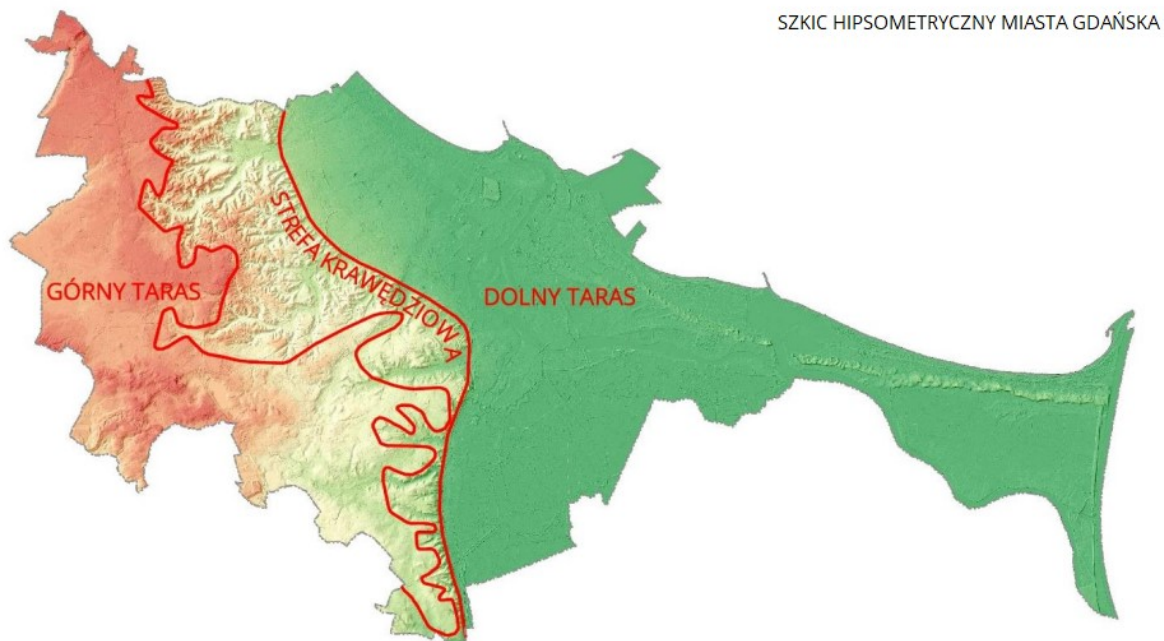 SZKIC HIPSOMETRYCZNY MIASTA GDAŃSKA
STREFA KRAWĘDZIOWA
GÓRNY TARAS
DOLNY TARAS